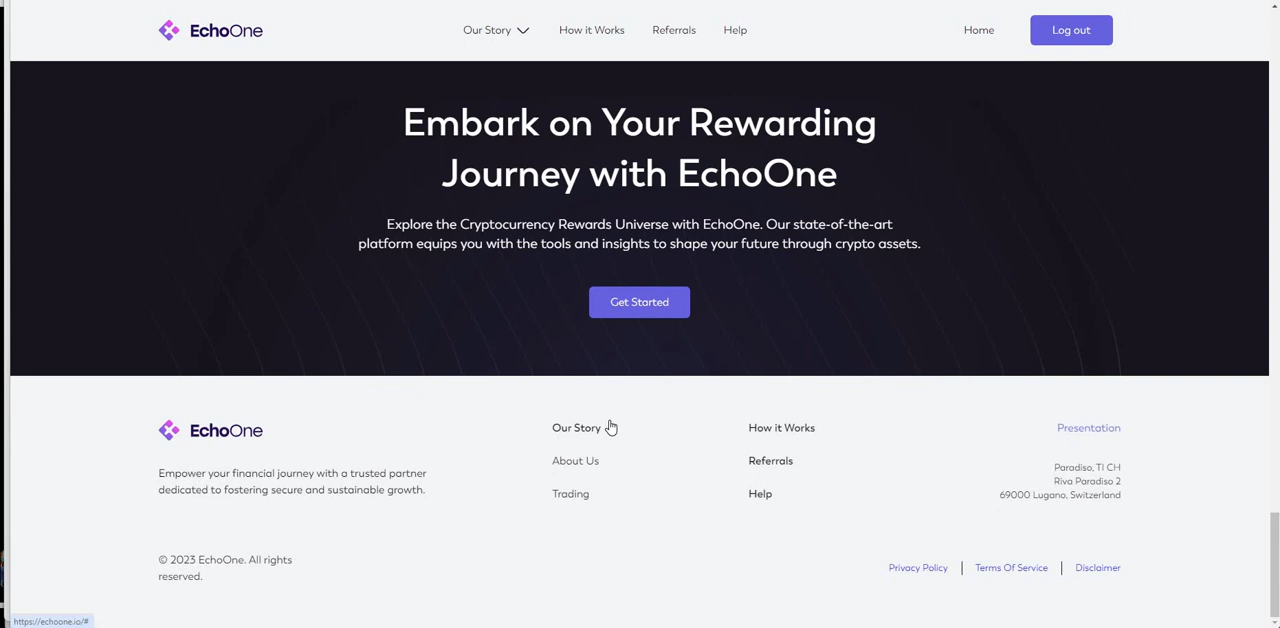 EchoOne
Our Story
How it Works
Referrals
Help
Home
Log out
Embark on Your Rewarding
Journey with EchoOne
Explore the Cryptocurrency Rewards Universe with EchoOne. Our state-of-the-art
platform equips you with the tools and insights to shape your future through crypto assets.
Get Started
EchoOne
Empower your financial journey with a trusted partner
dedicated to fostering secure and sustainable growth.
Our Story
About Us
Trading
How it Works
Referrals
Help
Presentation
Paradiso, TI CH
Riva Paradiso 2
69000 Lugano, Switzerland
© 2023 EchoOne. All rights
reserved.
Privacy Policy
Terms Of Service
Disclaimer
https://echoone.io/#